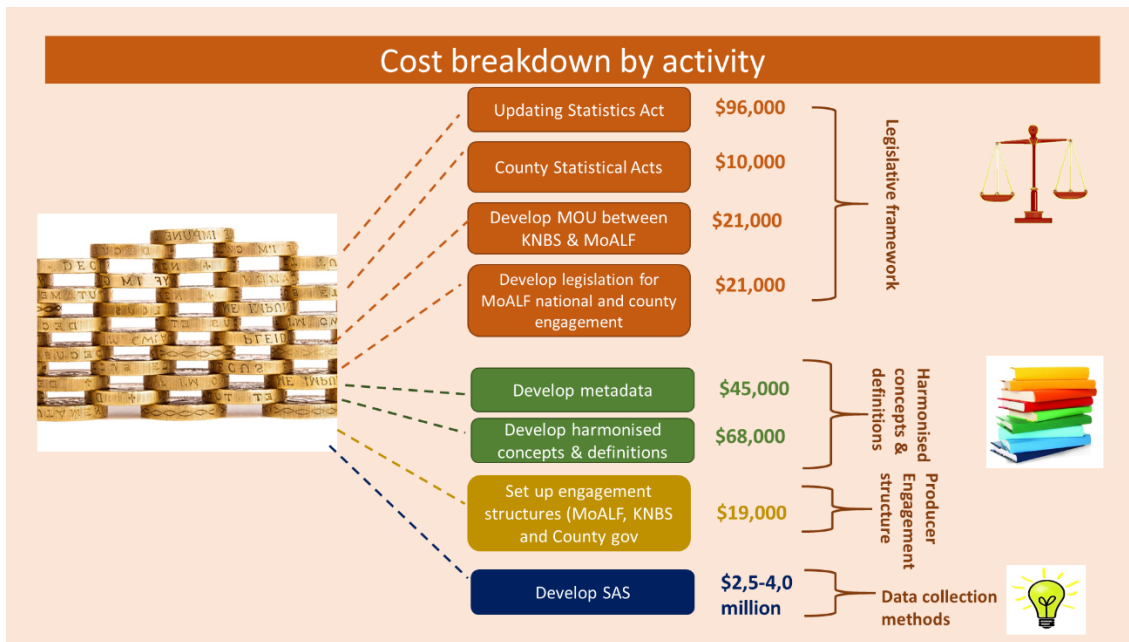 Cost breakdown by activity
Updating Statistics Act
$96,000
County Statistical Acts
$10,000
Develop MOU between
KNBS & MoALF
$21,000
Develop legislation for
MoALF national and county
engagement
$21,000
Legislative framework
Develop metadata
$45,000
Develop harmonised
concepts & definitions
$68,000
Harmonised
concepts &
definitions
Set up engagement
structures (MoALF, KNBS
and County gov
$19,000
Producer
Engagement
structure
Develop SAS
$2,5-4,0
million
Data collection
methods